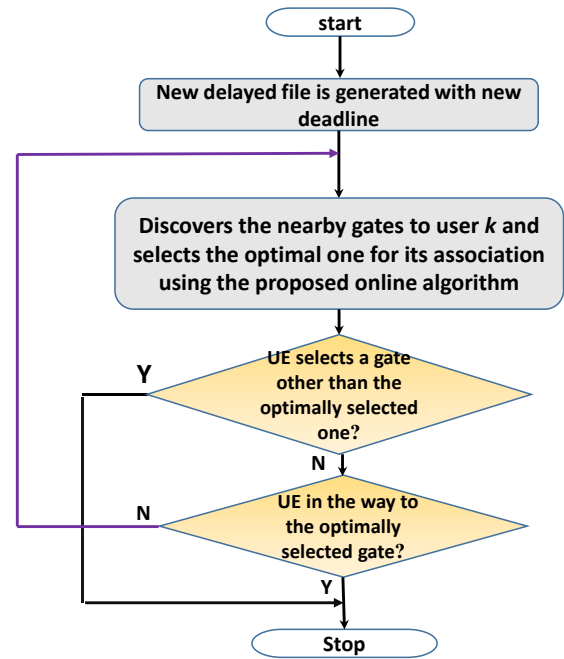 start
New delayed file is generated with new
deadline
Discovers the nearby gates to user k and
selects the optimal one for its association
using the proposed online algorithm
UE selects a gate
other than the
optimally selected
one?
Y
N
UE in the way to
the optimally
selected gate?
N
Y
Stop